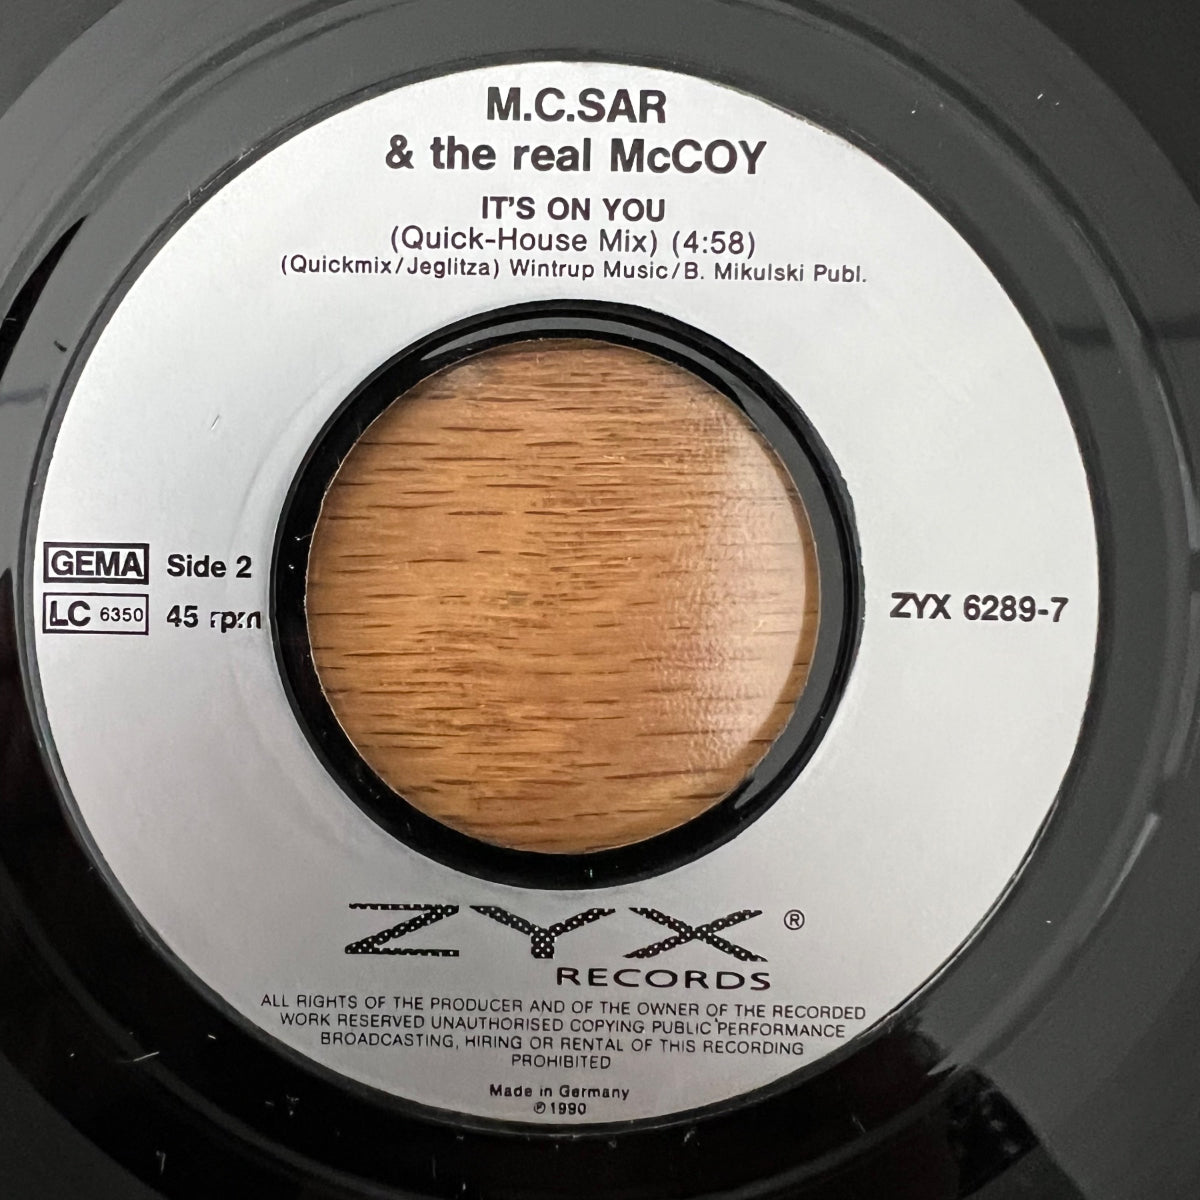 M.C.SAR
& the real McCOY
IT'S ON YOU
(Quick-House Mix) (4:58)
(Quickmix/Jeglitza) Wintrup Music/B. Mikulski Publ.
GEMA Side 2
LC 6350 45 rpm
ZYX 6289-7
ZYX ®
RECORDS
ALL RIGHTS OF THE PRODUCER AND OF THE OWNER OF THE RECORDED
WORK RESERVED UNAUTHORISED COPYING PUBLIC PERFORMANCE
BROADCASTING, HIRING OR RENTAL OF THIS RECORDING
PROHIBITED
Made in Germany
℗ 1990